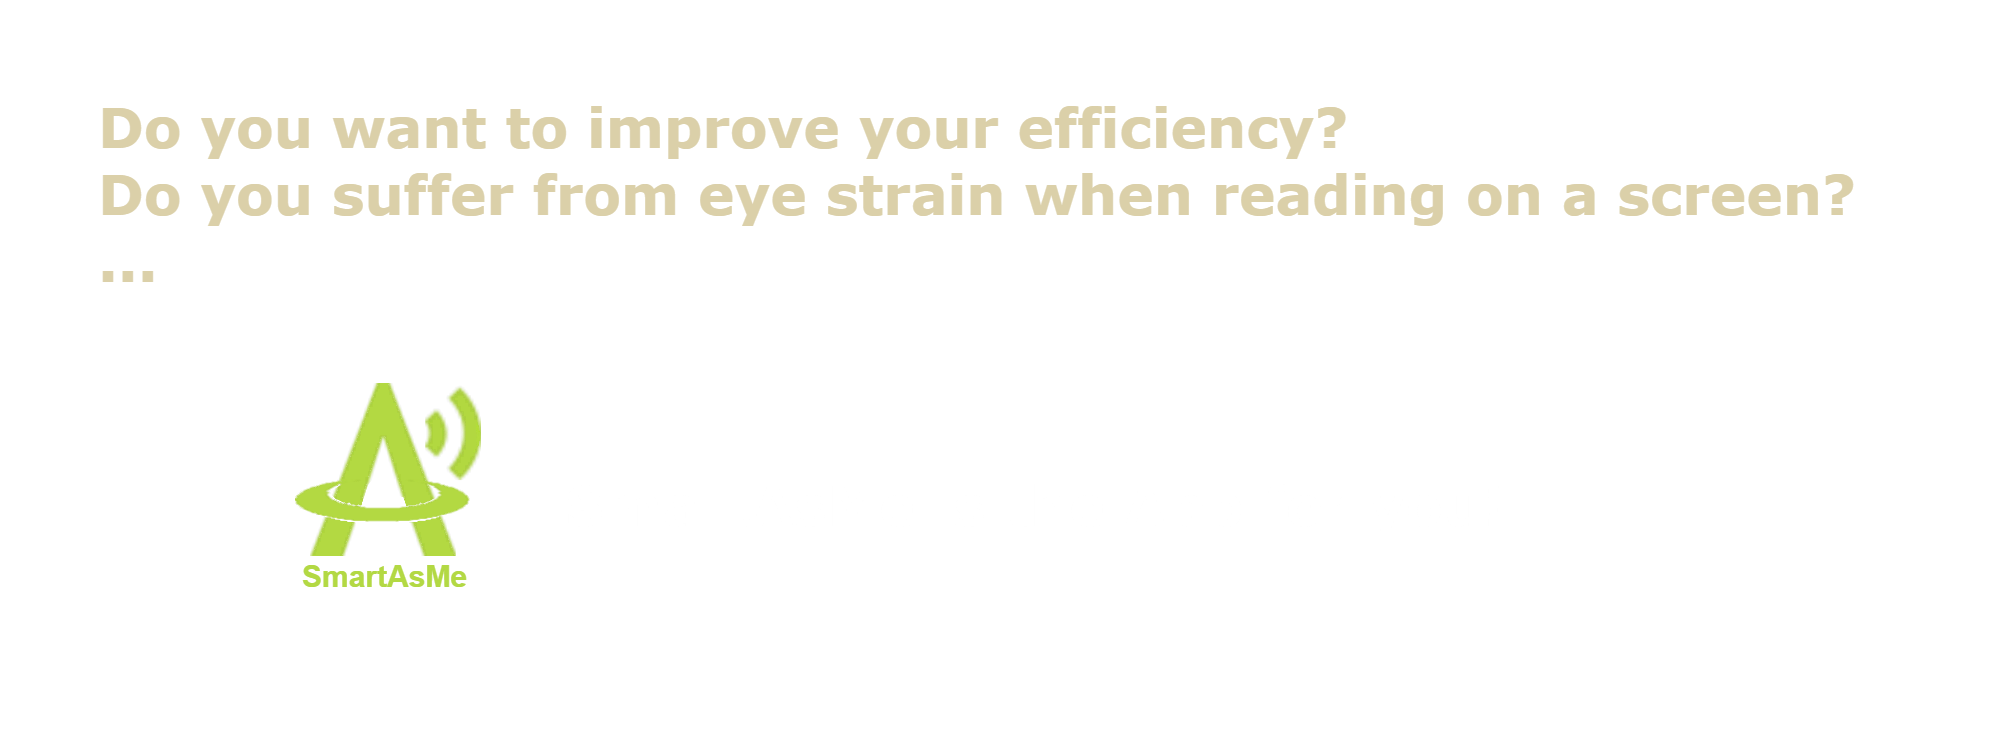 Do you want to improve your efficiency?
Do you suffer from eye strain when reading on a screen?
...
SmartAsMe